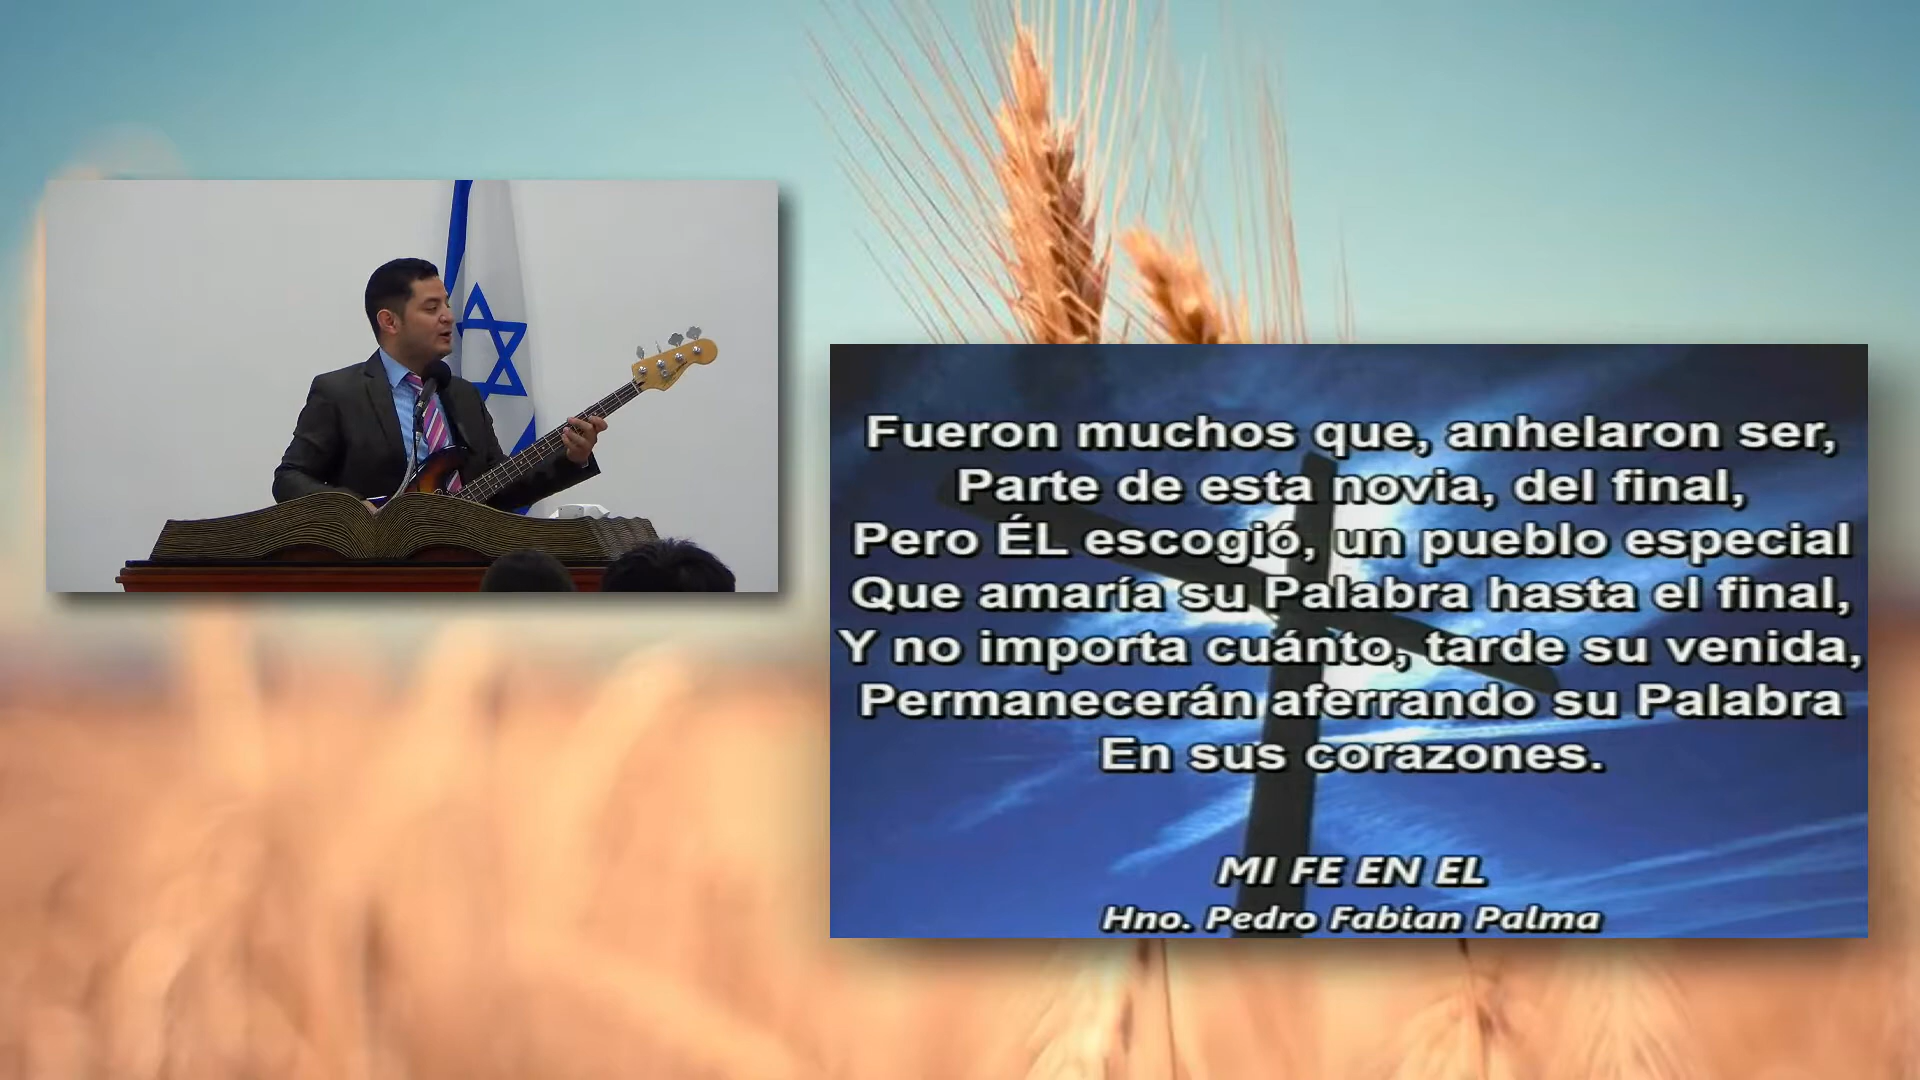 Fueron muchos que, anhelaron ser,
Parte de esta novia, del final,
Pero ÉL escogió, un pueblo especial
Que amaría su Palabra hasta el final,
Y no importa cuánto, tarde su venida,
Permanecerán aferrando su Palabra
En sus corazones.
MI FE EN EL
Hno. Pedro Fabian Palma